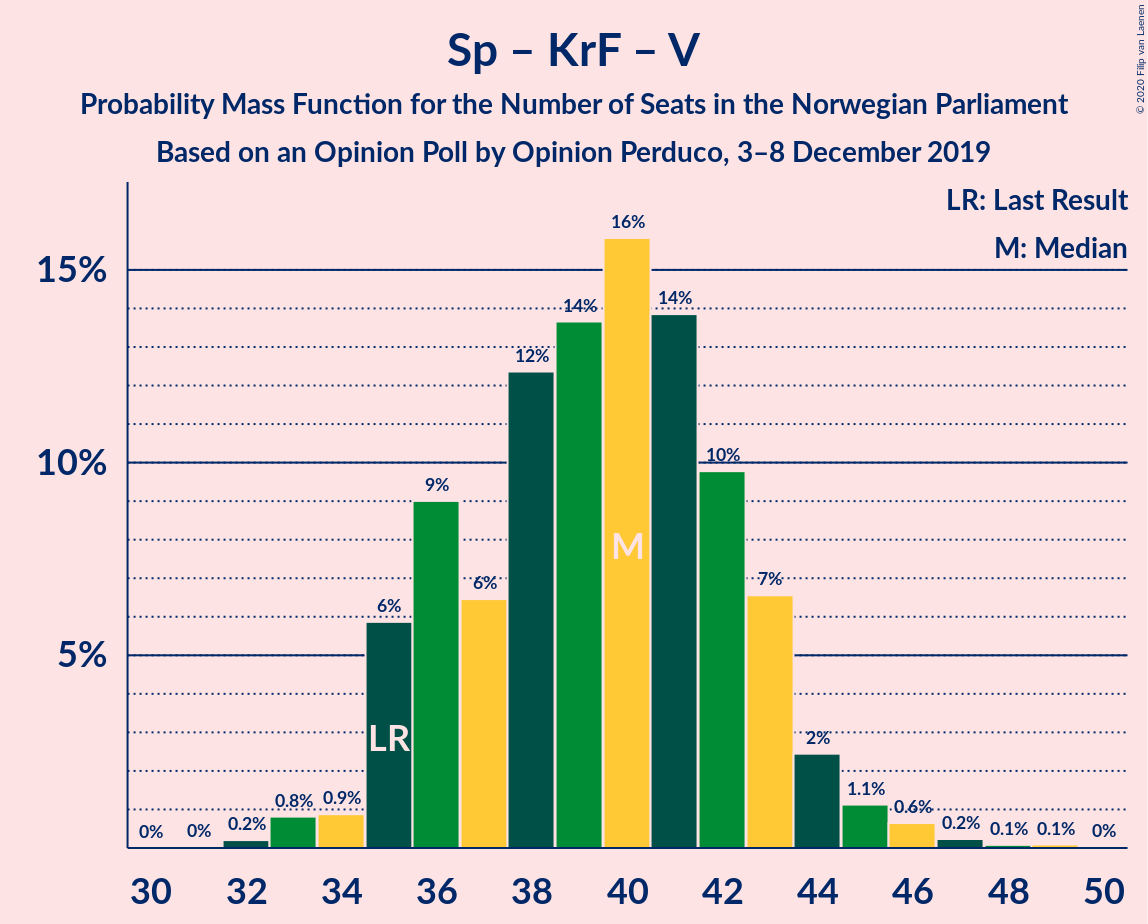 Sp – KrF – V
Probability Mass Function for the Number of Seats in the Norwegian Parliament
Based on an Opinion Poll by Opinion Perduco, 3–8 December 2019
© 2020 Filip van Laenen
LR: Last Result
M: Median
15%
10%
5%
0%
0%
0.2%
0.8%
0.9%
6%
9%
6%
12%
14%
16%
14%
10%
7%
2%
1.1%
0.6%
0.2%
0.1%
0.1%
0%
LR
M
30 32 34 36 38 40 42 44 46 48 50